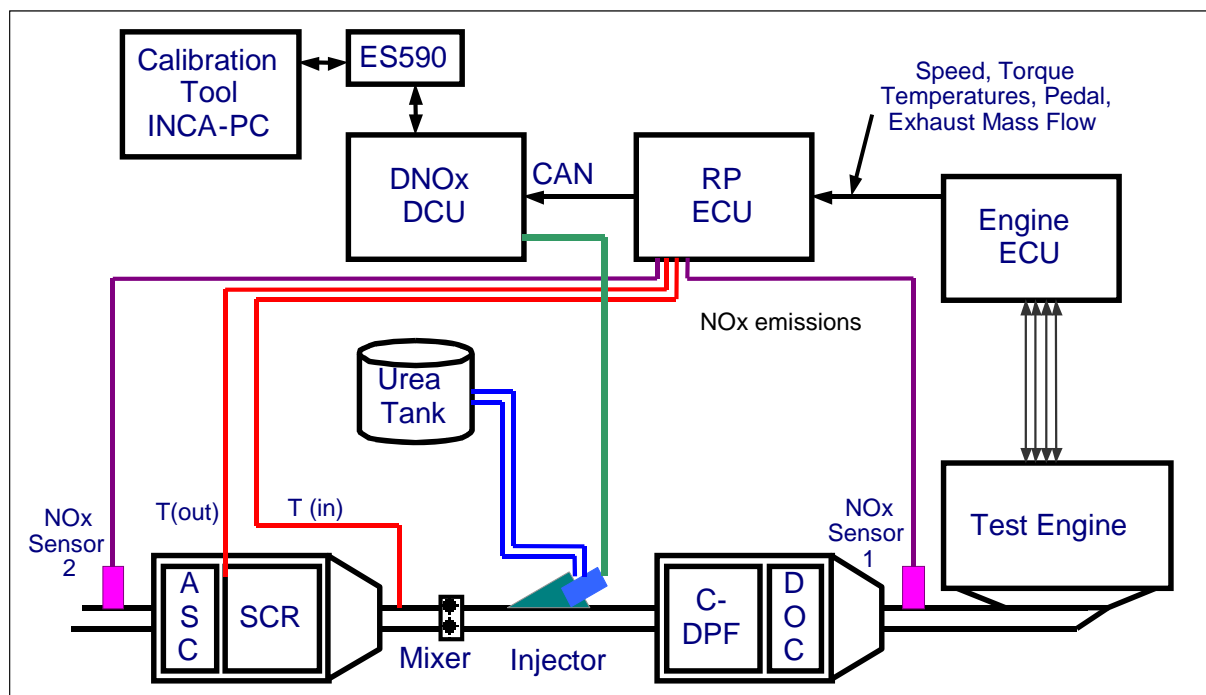 Calibration
Tool
INCA-PC
ES590
Speed, Torque
Temperatures, Pedal,
Exhaust Mass Flow
DNOx
DCU
CAN
RP
ECU
Engine
ECU
NOx emissions
Urea
Tank
T(out)
T (in)
NOx
Sensor
2
NOx
Sensor
1
Test Engine
A
S
C
SCR
Mixer
Injector
C-
DPF
D
O
C